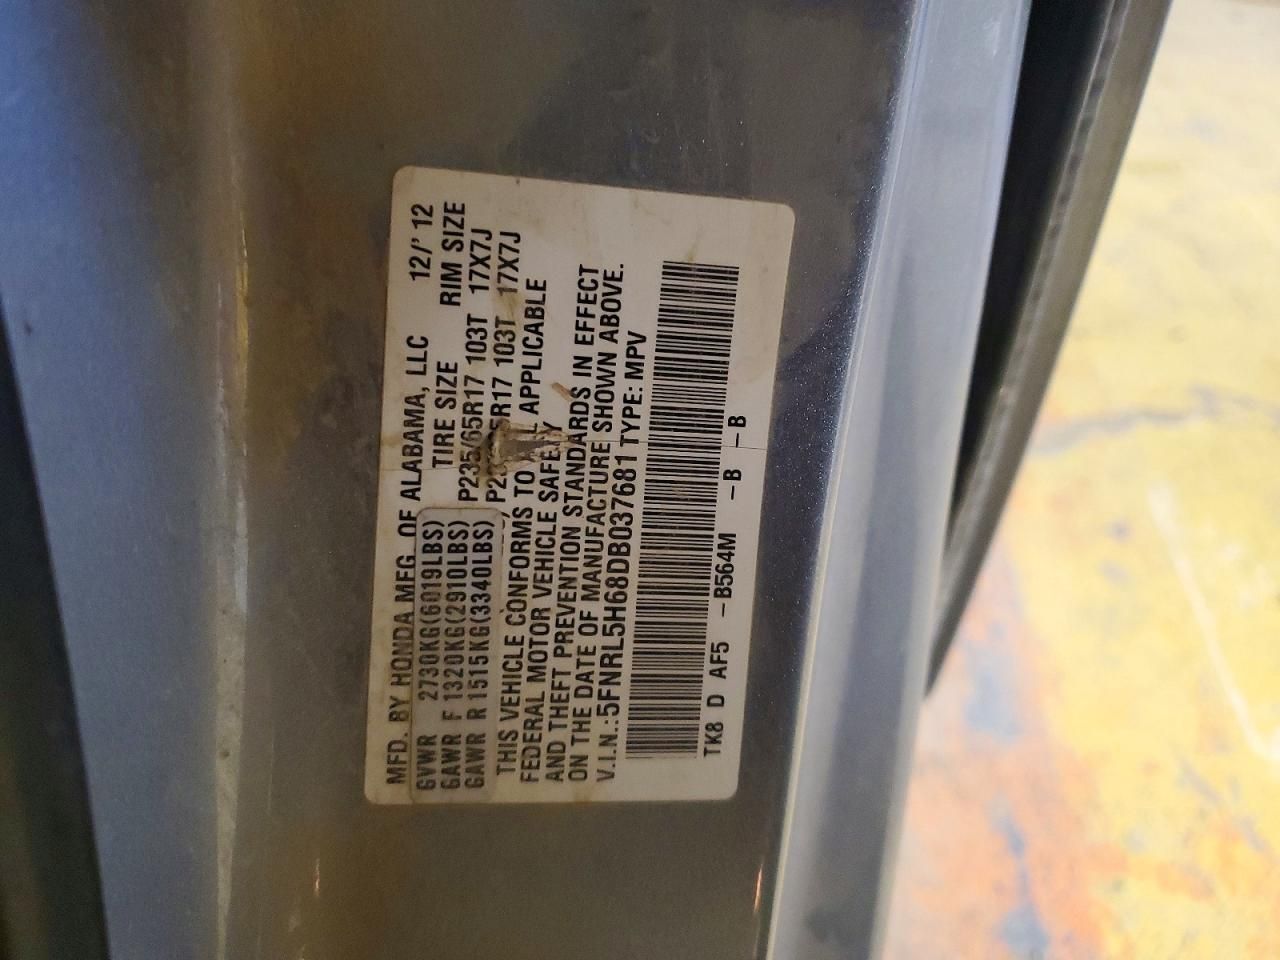 MFD. BY HONDA MFG. OF ALABAMA, LLC 12/' 12
GVWR 2730KG(6019LBS) TIRE SIZE RIM SIZE
GAWR F 1320KG(2910LBS) P235/65R17 103T 17X7J
GAWR R 1515KG(3340LBS) 103T 17X7J
THIS VEHICLE CONFORMS TO APPLICABLE
FEDERAL MOTOR VEHICLE SAFETY
AND THEFT PREVENTION STANDARDS IN EFFECT
ON THE DATE OF MANUFACTURE SHOWN ABOVE.
V.I.N.:5FNRL5H68DB037681 TYPE: MPV
TK8 D AF5 -B564M -B -B